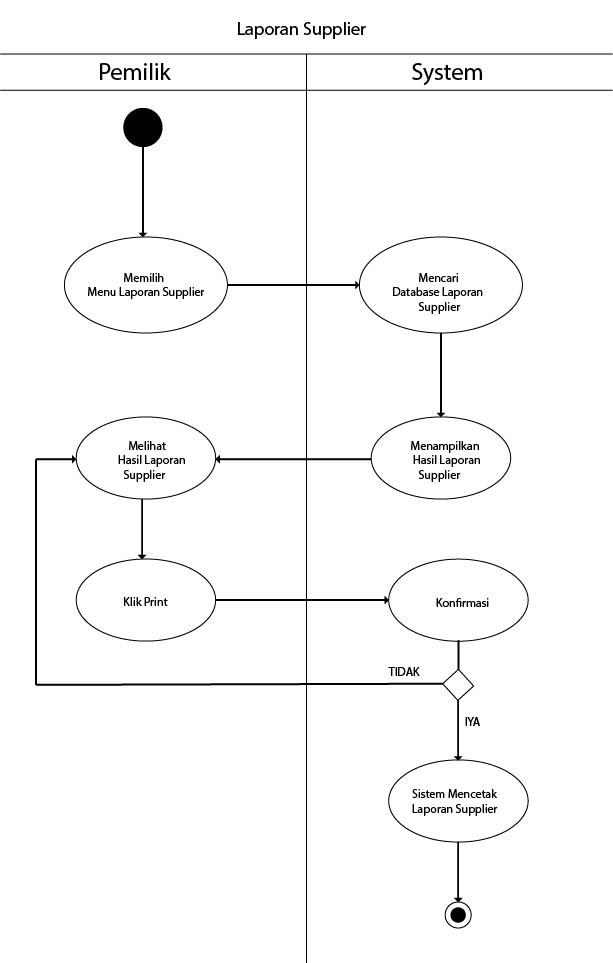 Laporan Supplier
Pemilik
System
Memilih
Menu Laporan Supplier
Mencari
Database Laporan
Supplier
Melihat
Hasil Laporan
Supplier
Menampilkan
Hasil Laporan
Supplier
Klik Print
Konfirmasi
TIDAK
IYA
Sistem Mencetak
Laporan Supplier